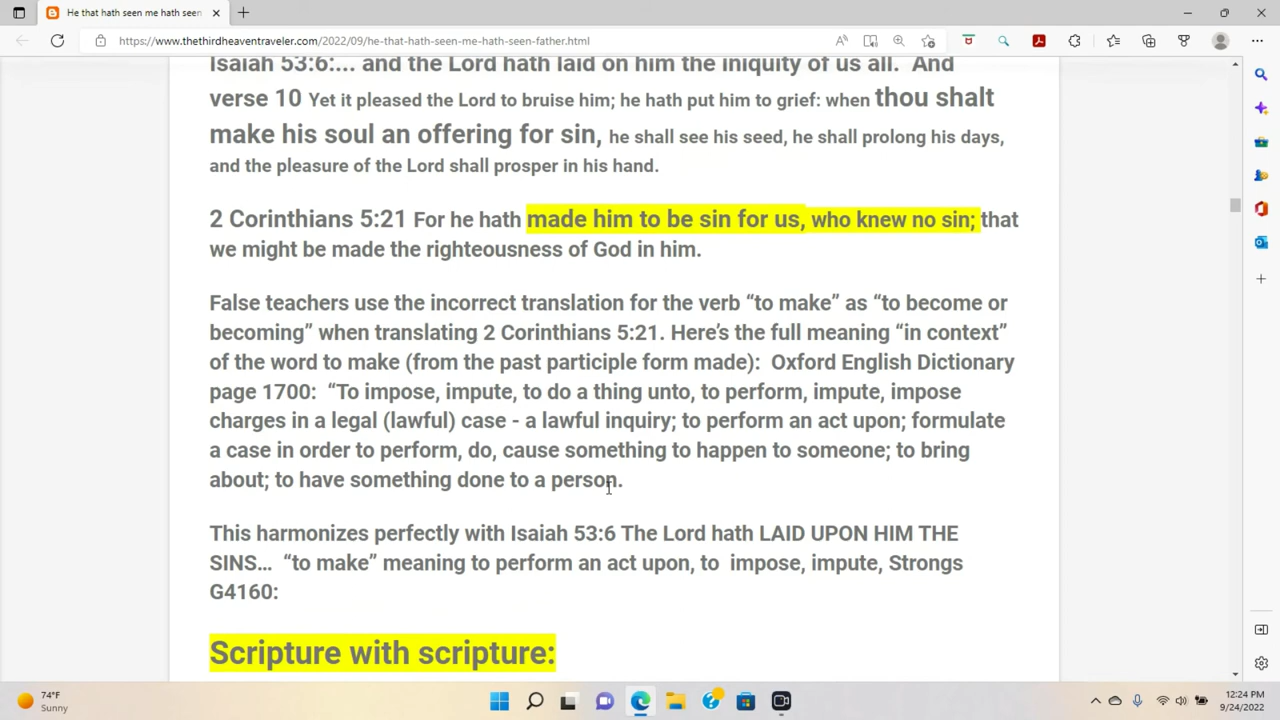 He that hath seen me hath seen
https://www.thethirdheaventraveler.com/2022/09/he-that-hath-seen-me-hath-seen-father.html
Isaiah 53:6:... and the Lord hath laid on him the iniquity of us all. And
verse 10 Yet it pleased the Lord to bruise him; he hath put him to grief: when thou shalt
make his soul an offering for sin, he shall see his seed, he shall prolong his days,
and the pleasure of the Lord shall prosper in his hand.
2 Corinthians 5:21 For he hath made him to be sin for us, who knew no sin; that
we might be made the righteousness of God in him.
False teachers use the incorrect translation for the verb “to make” as “to become or
becoming” when translating 2 Corinthians 5:21. Here’s the full meaning “in context”
of the word to make (from the past participle form made): Oxford English Dictionary
page 1700: “To impose, impute, to do a thing unto, to perform, impute, impose
charges in a legal (lawful) case - a lawful inquiry; to perform an act upon; formulate
a case in order to perform, do, cause something to happen to someone; to bring
about; to have something done to a person.
This harmonizes perfectly with Isaiah 53:6 The Lord hath LAID UPON HIM THE
SINS… “to make” meaning to perform an act upon, to impose, impute, Strongs
G4160:
Scripture with scripture:
74°F
Sunny
12:24 PM
9/24/2022